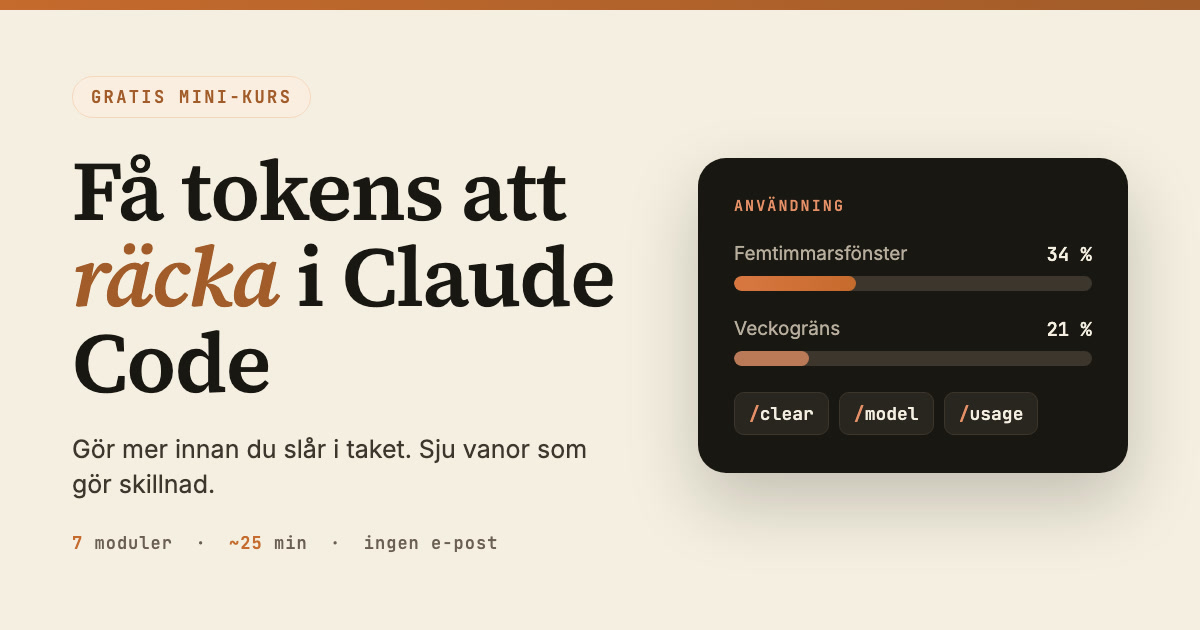 GRATIS MINI-KURS
Få tokens att
räcka i Claude
Code
Gör mer innan du slår i taket. Sju vanor som
gör skillnad.
7 moduler · ~25 min · ingen e-post
ANVÄNDNING
Femtimmarsfönster 34 %
Veckogräns 21 %
/clear /model /usage